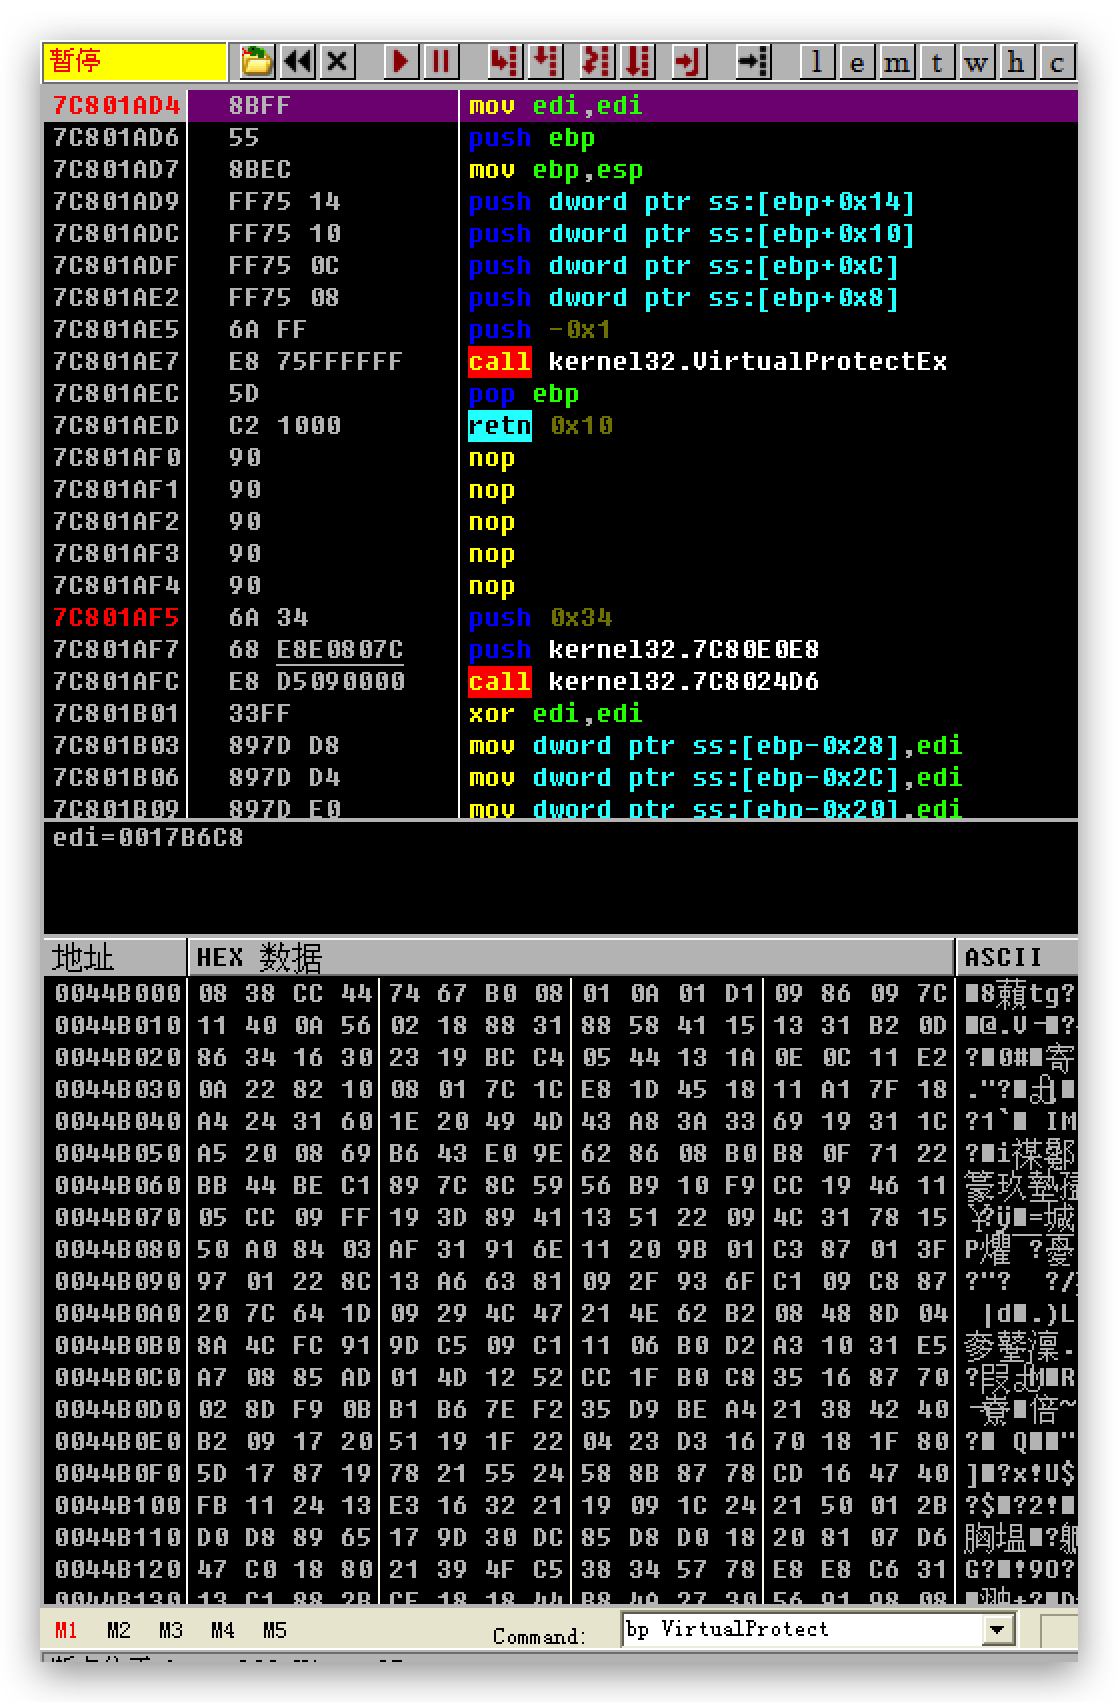 暂停 l e m t w h c
7C801AD4 8BFF mov edi,edi
7C801AD6 55 push ebp
7C801AD7 8BEC mov ebp,esp
7C801AD9 FF75 14 push dword ptr ss:[ebp+0x14]
7C801ADC FF75 10 push dword ptr ss:[ebp+0x10]
7C801ADF FF75 0C push dword ptr ss:[ebp+0xC]
7C801AE2 FF75 08 push dword ptr ss:[ebp+0x8]
7C801AE5 6A FF push -0x1
7C801AE7 E8 75FFFFFF call kernel32.VirtualProtectEx
7C801AEC 5D pop ebp
7C801AED C2 1000 retn 0x10
7C801AF0 90 nop
7C801AF1 90 nop
7C801AF2 90 nop
7C801AF3 90 nop
7C801AF4 90 nop
7C801AF5 6A 34 push 0x34
7C801AF7 68 E8E0807C push kernel32.7C80E0E8
7C801AFC E8 D5090000 call kernel32.7C8024D6
7C801B01 33FF xor edi,edi
7C801B03 897D D8 mov dword ptr ss:[ebp-0x28],edi
7C801B06 897D D4 mov dword ptr ss:[ebp-0x2C],edi
7C801B09 897D E0 mov dword ptr ss:[ebp-0x20],edi
edi=0017B6C8
地址 HEX 数据 ASCII
0044B000 08 38 CC 44 74 67 B0 08 01 0A 01 D1 09 86 09 7C
0044B010 11 40 0A 56 02 18 88 31 88 58 41 15 13 31 B2 0D
0044B020 86 34 16 30 23 19 BC C4 05 44 13 1A 0E 0C 11 E2
0044B030 0A 22 82 10 08 01 7C 1C E8 1D 45 18 11 A1 7F 18
0044B040 A4 24 31 60 1E 20 49 4D 43 A8 3A 33 69 19 31 1C
0044B050 A5 20 08 69 B6 43 E0 9E 62 86 08 B0 B8 0F 71 22
0044B060 BB 44 BE C1 89 7C 8C 59 56 B9 10 F9 CC 19 46 11
0044B070 05 CC 09 FF 19 3D 89 41 13 51 22 09 4C 31 78 15
0044B080 50 A0 84 03 AF 31 91 6E 11 20 9B 01 C3 87 01 3F
0044B090 97 01 22 8C 13 A6 63 81 09 2F 93 6F C1 09 C8 87
0044B0A0 20 7C 64 1D 09 29 4C 47 21 4E 62 B2 08 48 8D 04
0044B0B0 8A 4C FC 91 9D C5 09 C1 11 06 B0 D2 A3 10 31 E5
0044B0C0 A7 08 85 AD 01 4D 12 52 CC 1F B0 C8 35 16 87 70
0044B0D0 02 8D F9 0B B1 B6 7E F2 35 D9 BE A4 21 38 42 40
0044B0E0 B2 09 17 20 51 19 1F 22 04 23 D3 16 70 18 1F 80
0044B0F0 5D 17 87 19 78 21 55 24 58 8B 87 78 CD 16 47 40
0044B100 FB 11 24 13 E3 16 32 21 19 09 1C 24 21 50 01 2B
0044B110 D0 D8 89 65 17 9D 30 DC 85 D8 D0 18 20 81 07 D6
0044B120 47 C0 18 80 21 39 4F C5 38 34 57 78 E8 E8 C6 31
0044B130 13 C1 88 2B CE 18 18 44 B8 4A 27 30 56 91 98 08
M1 M2 M3 M4 M5 Command: bp VirtualProtect